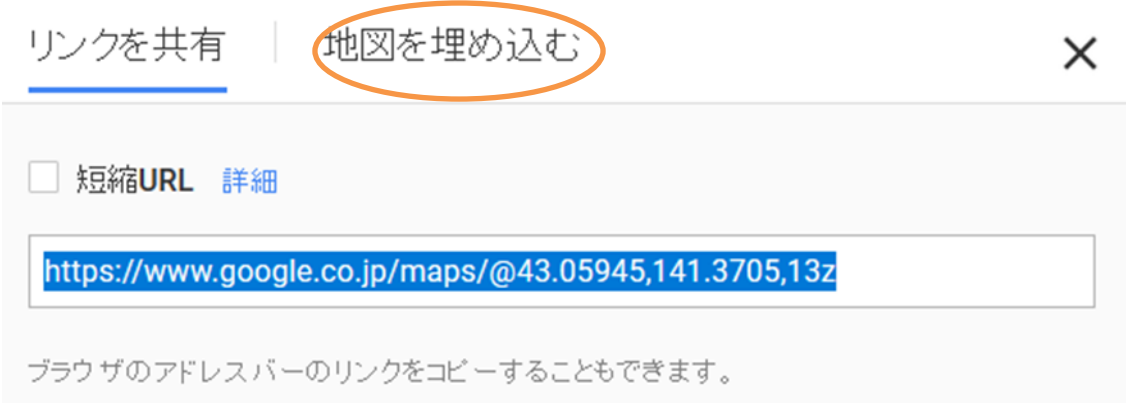 リンクを共有 地図を埋め込む
短縮URL 詳細
https://www.google.co.jp/maps/@43.05945,141.3705,13z
ブラウザのアドレスバーのリンクをコピーすることもできます。